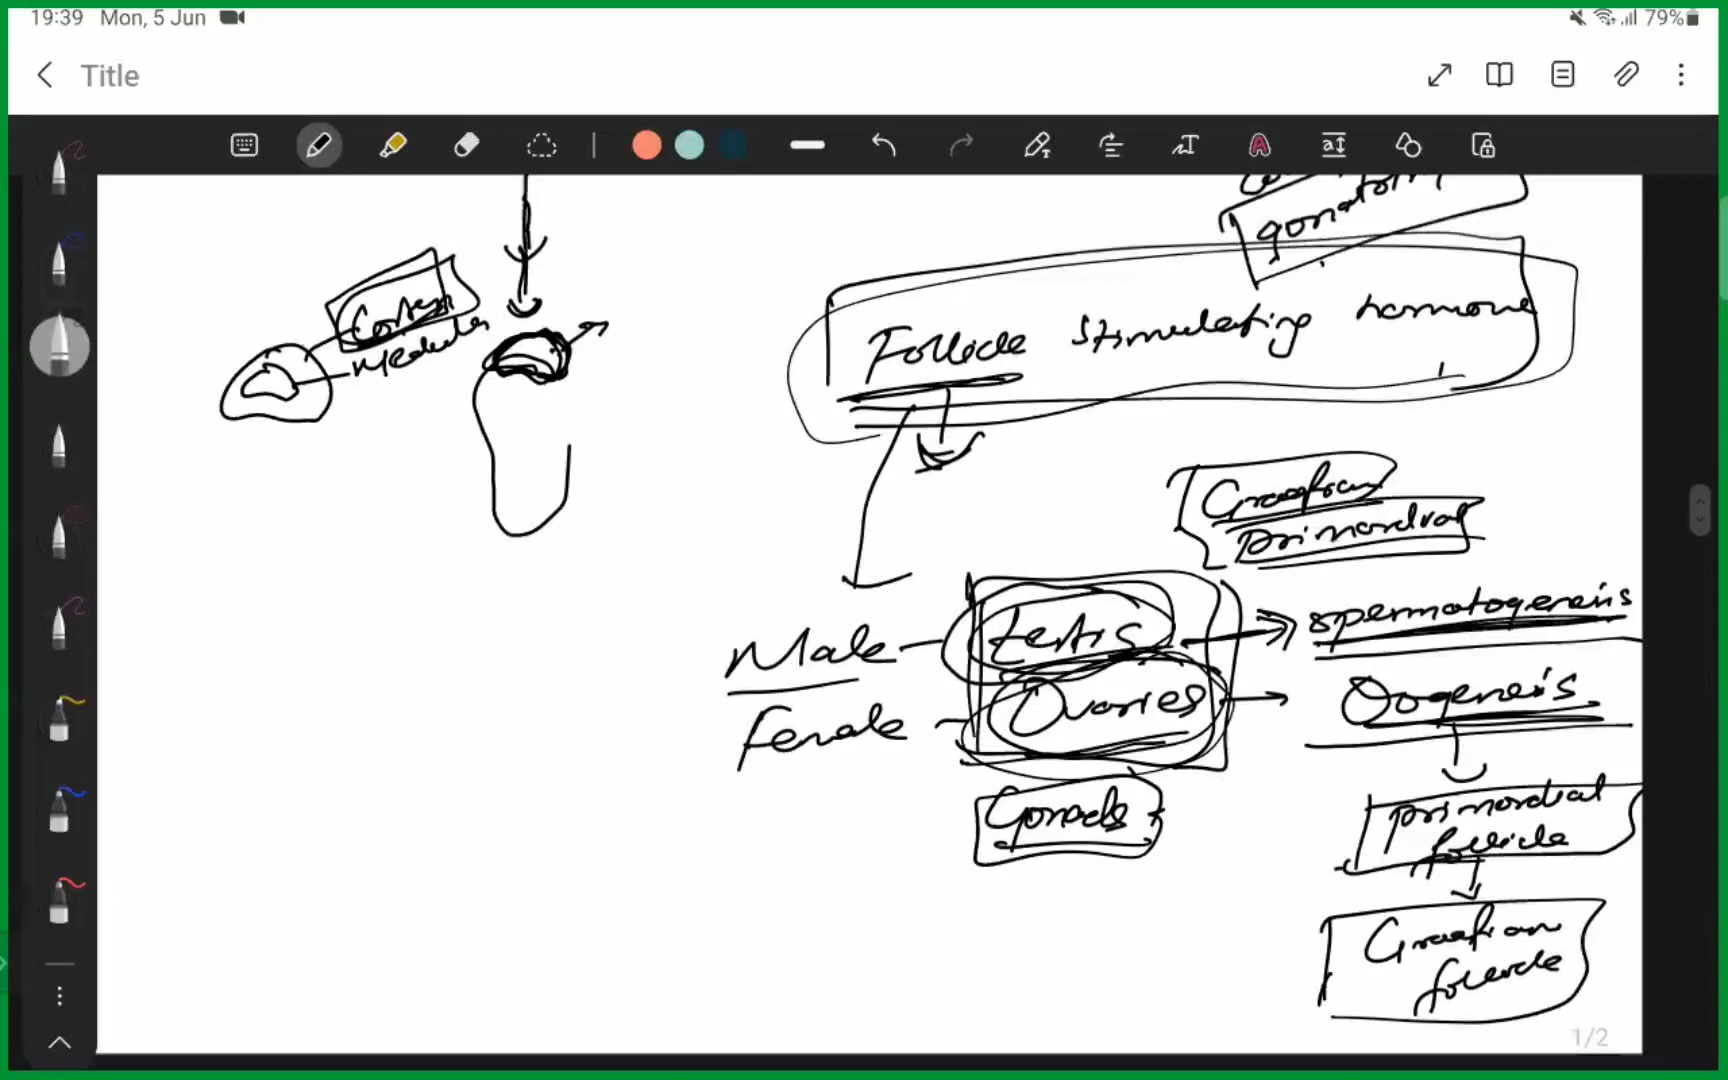 19:39 Mon, 5 Jun
79%
Title
Cortex
Medulla
Follicle stimulating hormone
Graafian
primordial
Male
testis
spermatogenesis
Female
Ovaries
Oogenesis
Gonads
primordial
follicle
Graafian
follicle
1/2